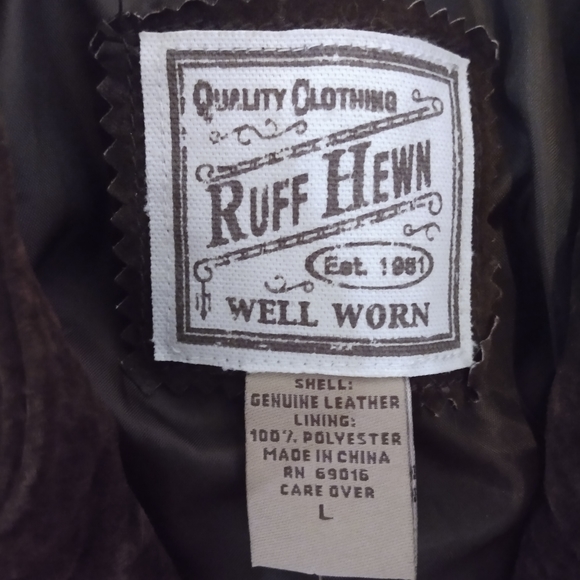 QUALITY CLOTHING
RUFF HEWN
Est. 1981
WELL WORN
SHELL:
GENUINE LEATHER
LINING:
100% POLYESTER
MADE IN CHINA
RN 69016
CARE OVER
L